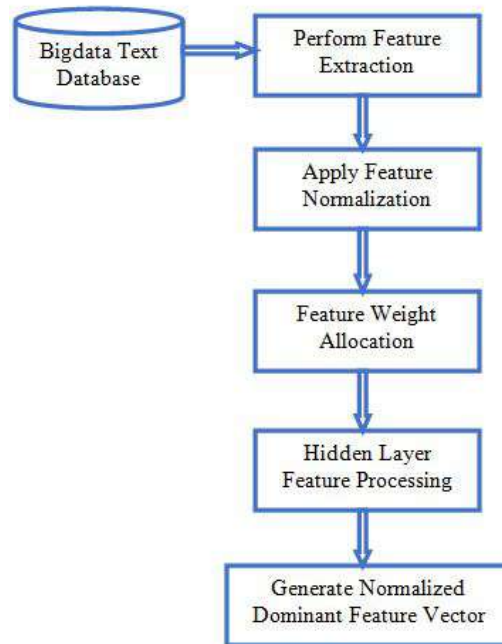 Bigdata Text
Database
Perform Feature
Extraction
Apply Feature
Normalization
Feature Weight
Allocation
Hidden Layer
Feature Processing
Generate Normalized
Dominant Feature Vector